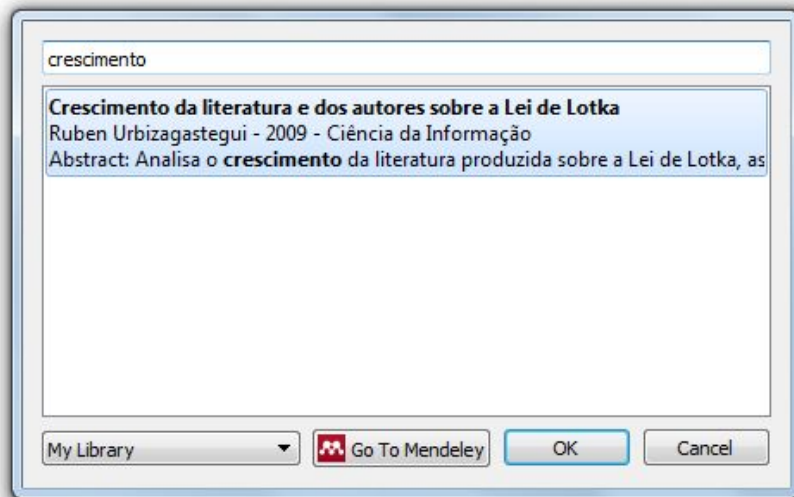 crescimento
Crescimento da literatura e dos autores sobre a Lei de Lotka
Ruben Urbizagastegui - 2009 - Ciência da Informação
Abstract: Analisa o crescimento da literatura produzida sobre a Lei de Lotka, as
My Library
Go To Mendeley
OK
Cancel